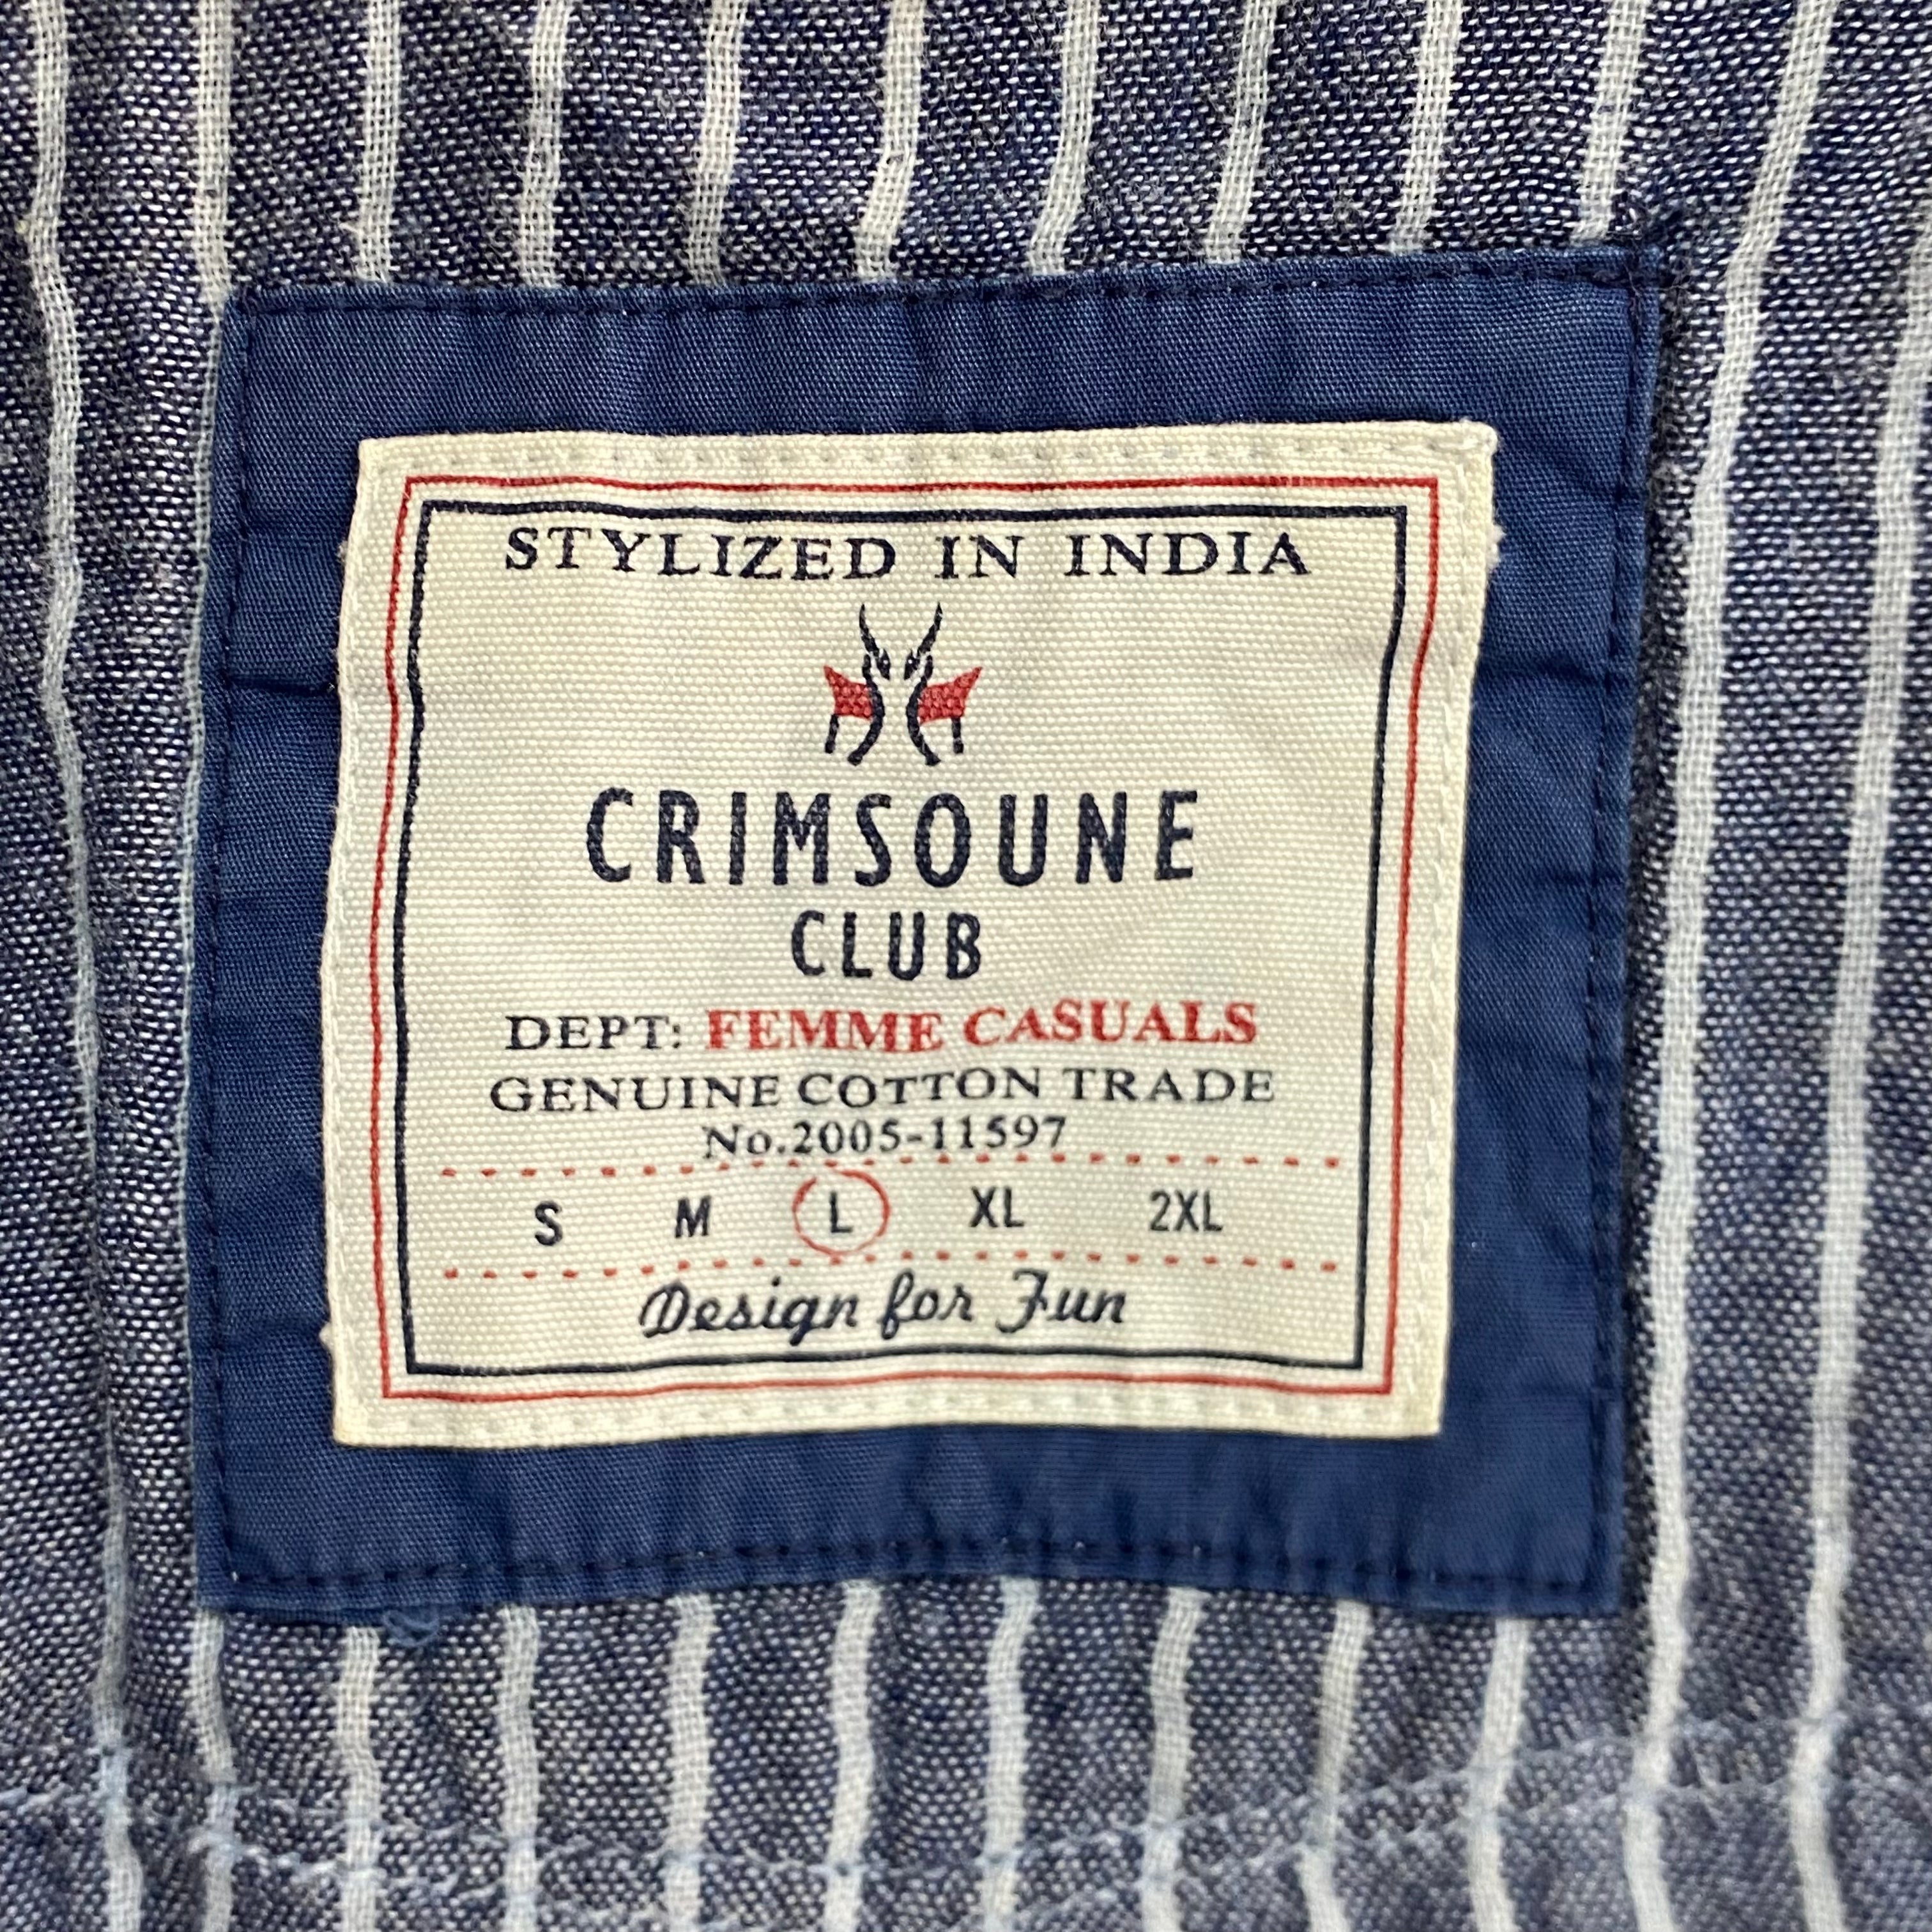 STYLIZED IN INDIA
CRIMSOUNE
CLUB
DEPT: FEMME CASUALS
GENUINE COTTON TRADE
No.2005-11597
S M L XL 2XL
Design for Fun